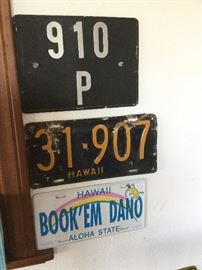 910
P
31-907
HAWAII
HAWAII
BOOK'EM DANO
ALOHA STATE